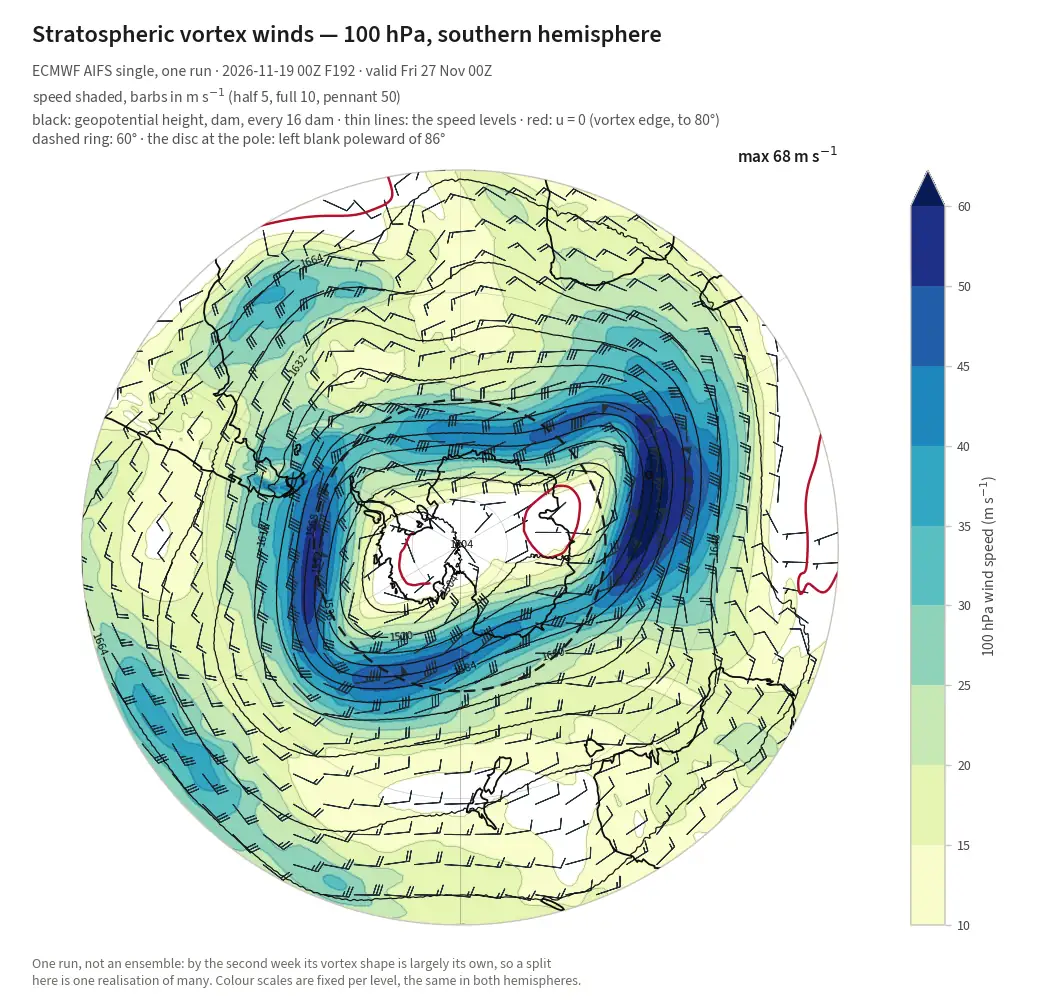 Stratospheric vortex winds — 100 hPa, southern hemisphere
ECMWF AIFS single, one run · 2026-11-19 00Z F192 · valid Fri 27 Nov 00Z
speed shaded, barbs in m s⁻¹ (half 5, full 10, pennant 50)
black: geopotential height, dam, every 16 dam · thin lines: the speed levels · red: u = 0 (vortex edge, to 80°)
dashed ring: 60° · the disc at the pole: left blank poleward of 86°
max 68 m s⁻¹
60
50
45
40
35
30
25
20
15
10
100 hPa wind speed (m s⁻¹)
1664
1632
1664
One run, not an ensemble: by the second week its vortex shape is largely its own, so a split
here is one realisation of many. Colour scales are fixed per level, the same in both hemispheres.